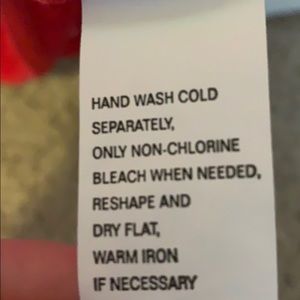 HAND WASH COLD
SEPARATELY,
ONLY NON-CHLORINE
BLEACH WHEN NEEDED,
RESHAPE AND
DRY FLAT,
WARM IRON
IF NECESSARY